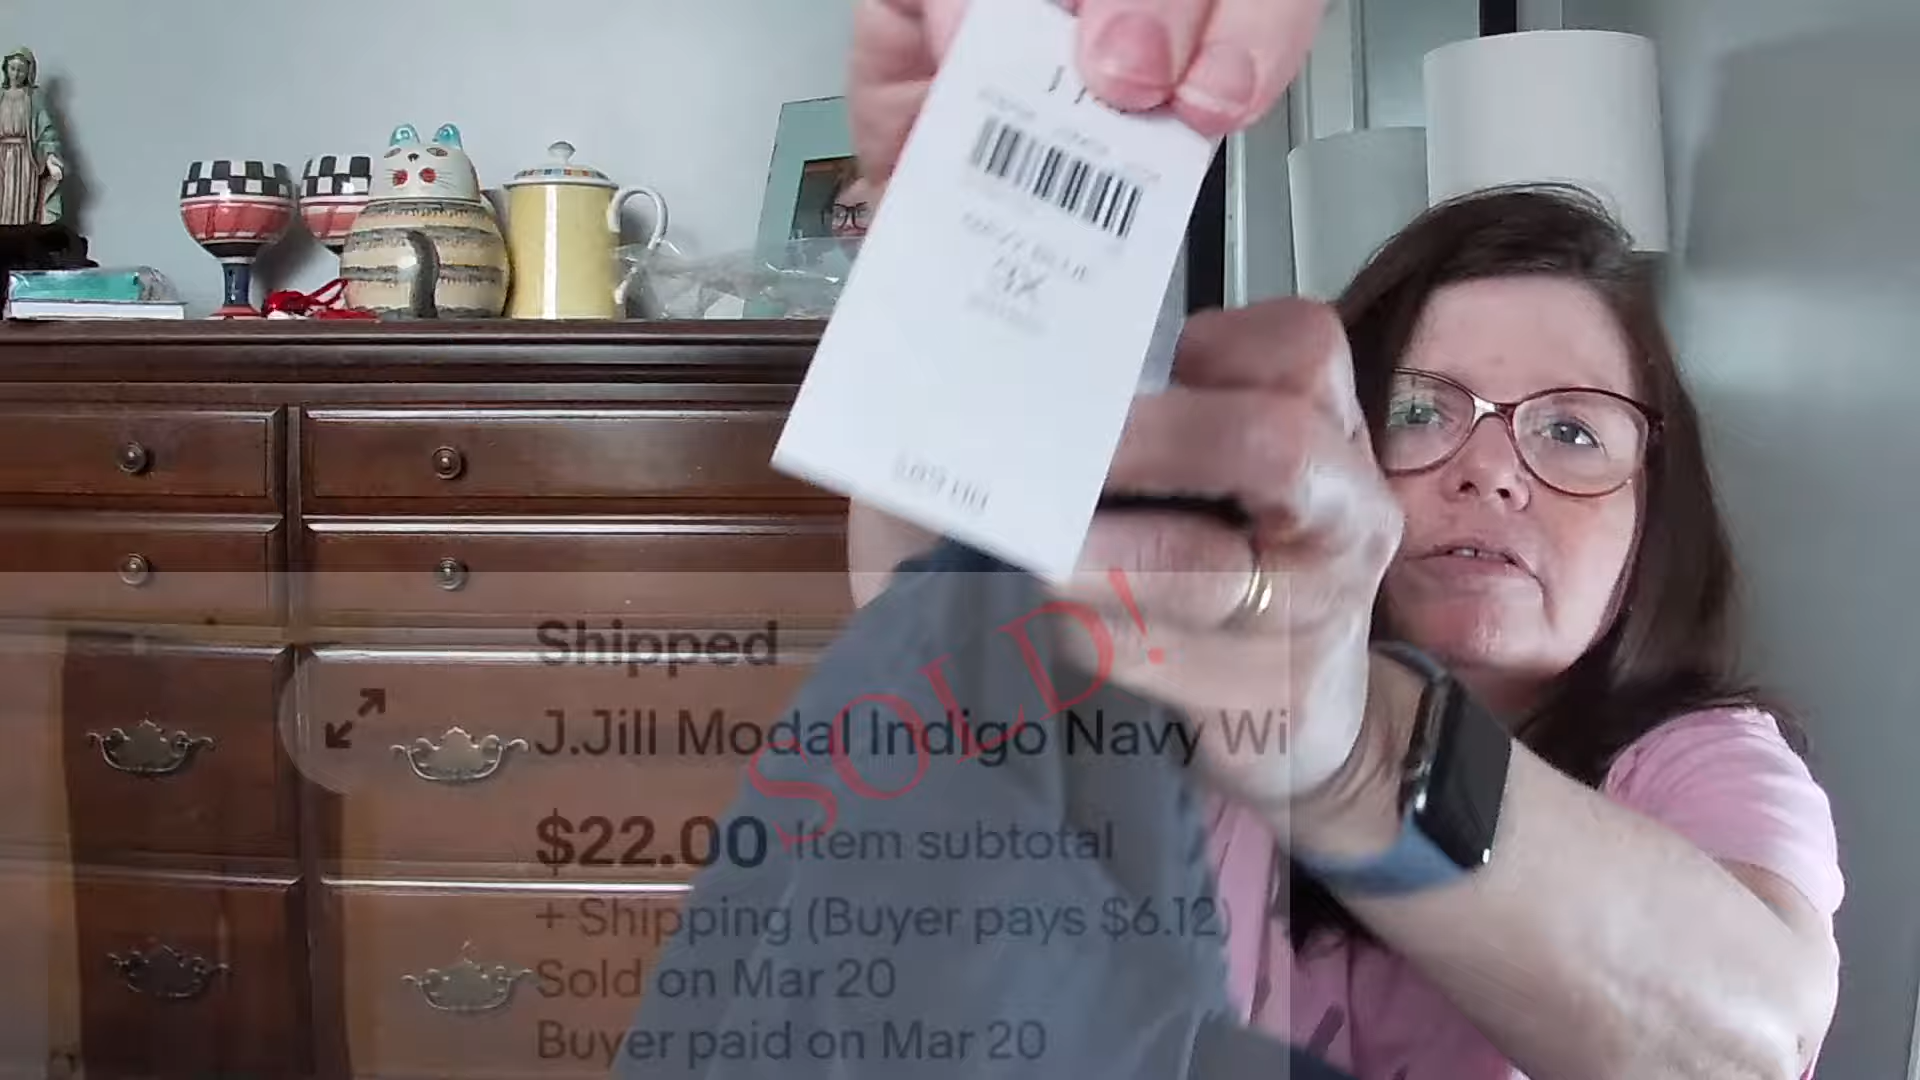 Shipped
J.Jill Modal Indigo Navy Wi
SOLD!
$22.00 Item subtotal
+ Shipping (Buyer pays $6.12)
Sold on Mar 20
Buyer paid on Mar 20